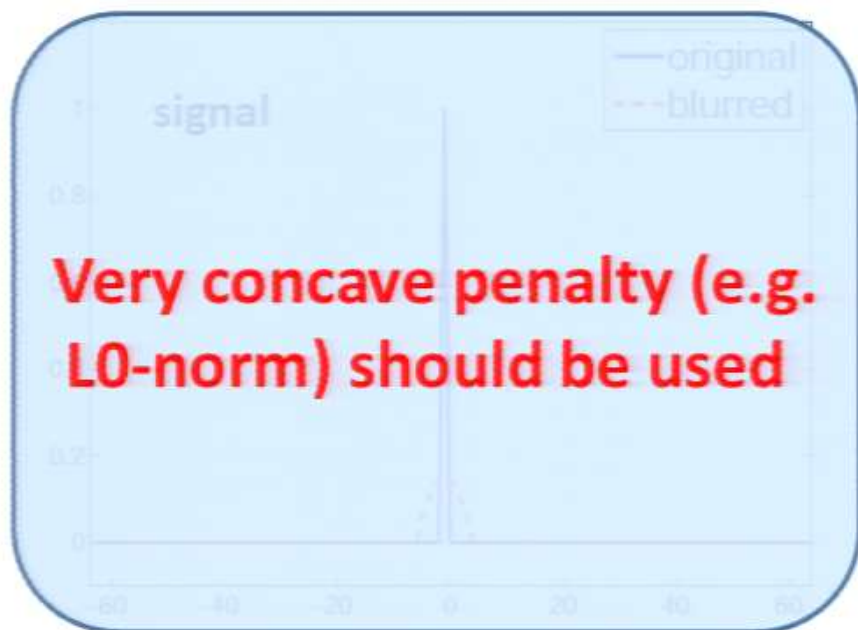 original
blurred
signal
1
0.8
Very concave penalty (e.g.
L0-norm) should be used
0.2
0
-60 -40 -20 0 20 40 60